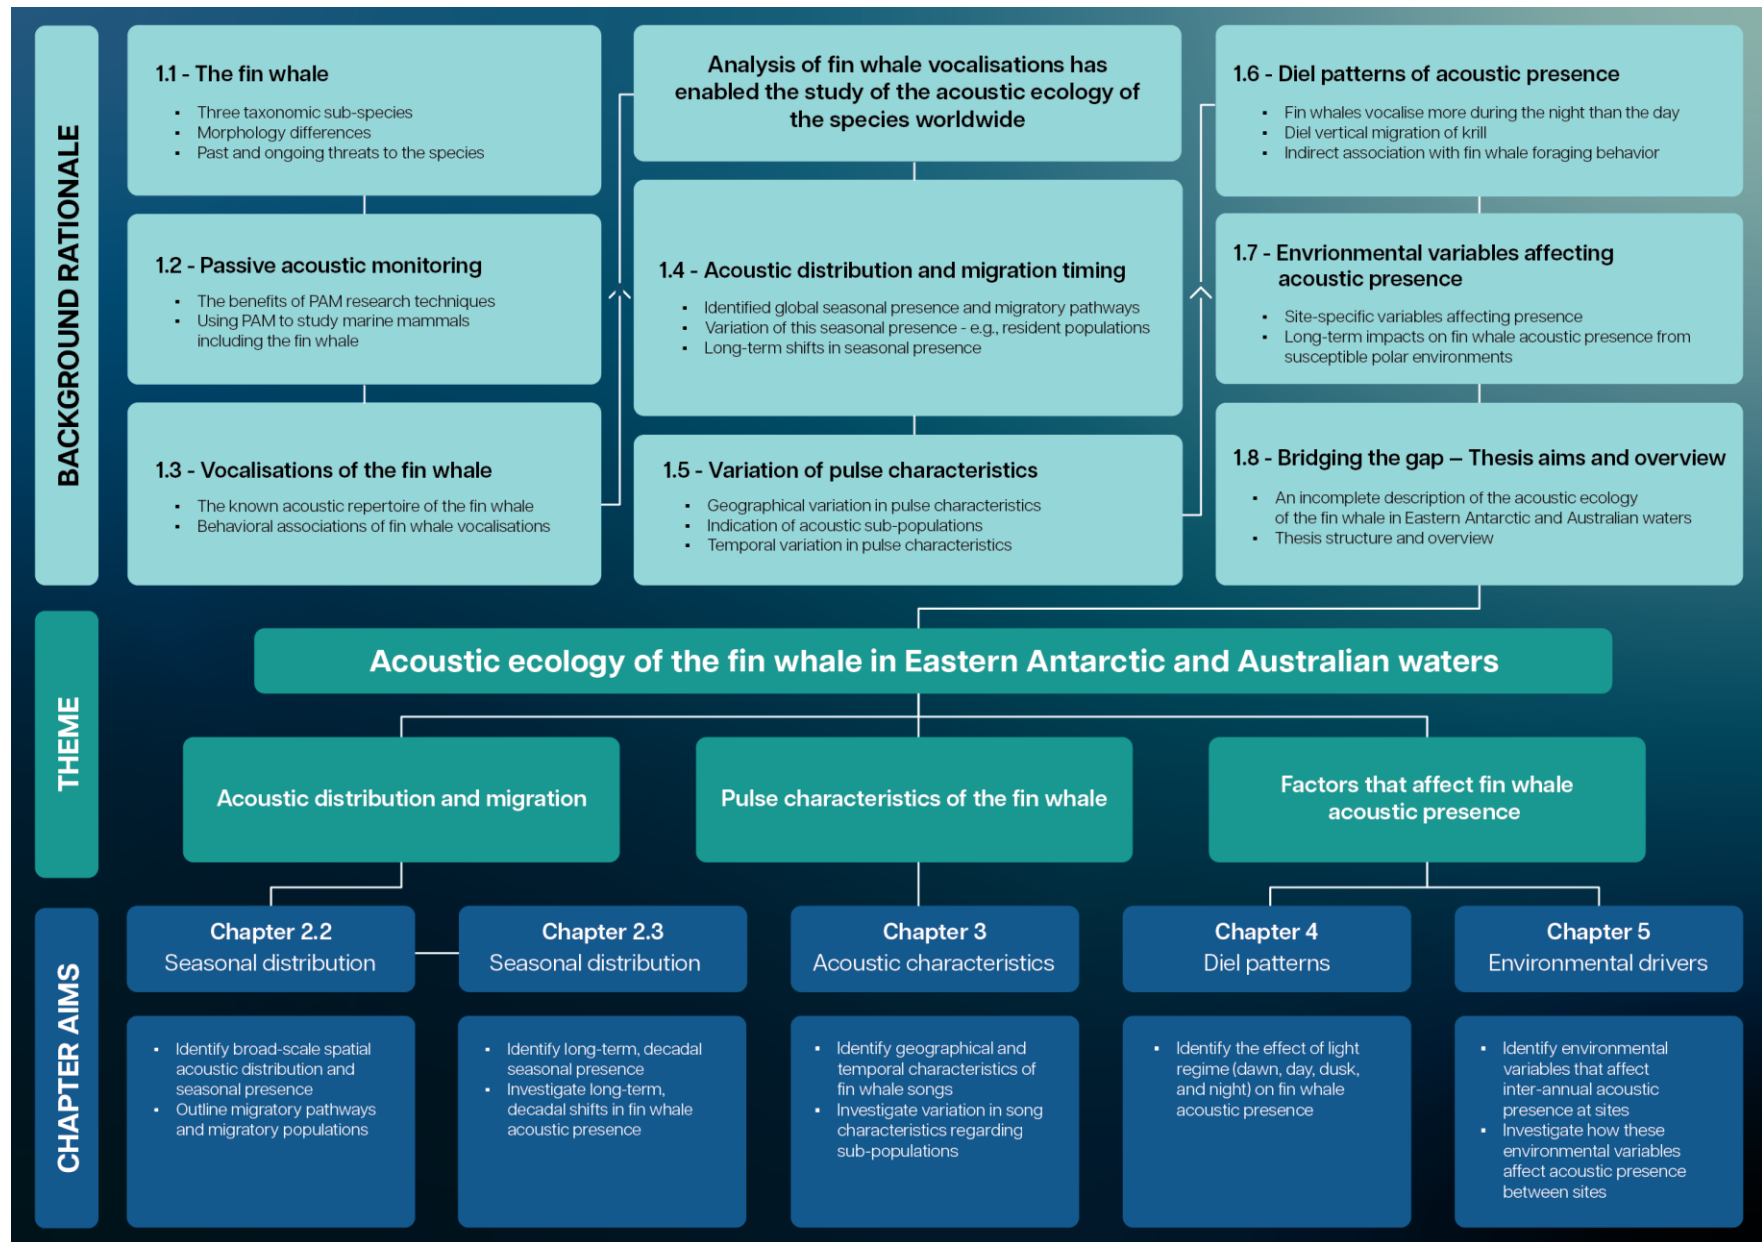 BACKGROUND RATIONALE
1.1 - The fin whale
▪ Three taxonomic sub-species
▪ Morphology differences
▪ Past and ongoing threats to the species
1.2 - Passive acoustic monitoring
▪ The benefits of PAM research techniques
▪ Using PAM to study marine mammals
including the fin whale
1.3 - Vocalisations of the fin whale
▪ The known acoustic repertoire of the fin whale
▪ Behavioral associations of fin whale vocalisations
Analysis of fin whale vocalisations has
enabled the study of the acoustic ecology of
the species worldwide
1.4 - Acoustic distribution and migration timing
▪ Identified global seasonal presence and migratory pathways
▪ Variation of this seasonal presence - e.g., resident populations
▪ Long-term shifts in seasonal presence
1.5 - Variation of pulse characteristics
▪ Geographical variation in pulse characteristics
▪ Indication of acoustic sub-populations
▪ Temporal variation in pulse characteristics
1.6 - Diel patterns of acoustic presence
▪ Fin whales vocalise more during the night than the day
▪ Diel vertical migration of krill
▪ Indirect association with fin whale foraging behavior
1.7 - Envrionmental variables affecting
acoustic presence
▪ Site-specific variables affecting presence
▪ Long-term impacts on fin whale acoustic presence from
susceptible polar environments
1.8 - Bridging the gap – Thesis aims and overview
▪ An incomplete description of the acoustic ecology
of the fin whale in Eastern Antarctic and Australian waters
▪ Thesis structure and overview
THEME
Acoustic ecology of the fin whale in Eastern Antarctic and Australian waters
Acoustic distribution and migration
Pulse characteristics of the fin whale
Factors that affect fin whale
acoustic presence
CHAPTER AIMS
Chapter 2.2
Seasonal distribution
▪ Identify broad-scale spatial
acoustic distribution and
seasonal presence
▪ Outline migratory pathways
and migratory populations
Chapter 2.3
Seasonal distribution
▪ Identify long-term, decadal
seasonal presence
▪ Investigate long-term,
decadal shifts in fin whale
acoustic presence
Chapter 3
Acoustic characteristics
▪ Identify geographical and
temporal characteristics of
fin whale songs
▪ Investigate variation in song
characteristics regarding
sub-populations
Chapter 4
Diel patterns
▪ Identify the effect of light
regime (dawn, day, dusk,
and night) on fin whale
acoustic presence
Chapter 5
Environmental drivers
▪ Identify environmental
variables that affect
inter-annual acoustic
presence at sites
▪ Investigate how these
environmental variables
affect acoustic presence
between sites